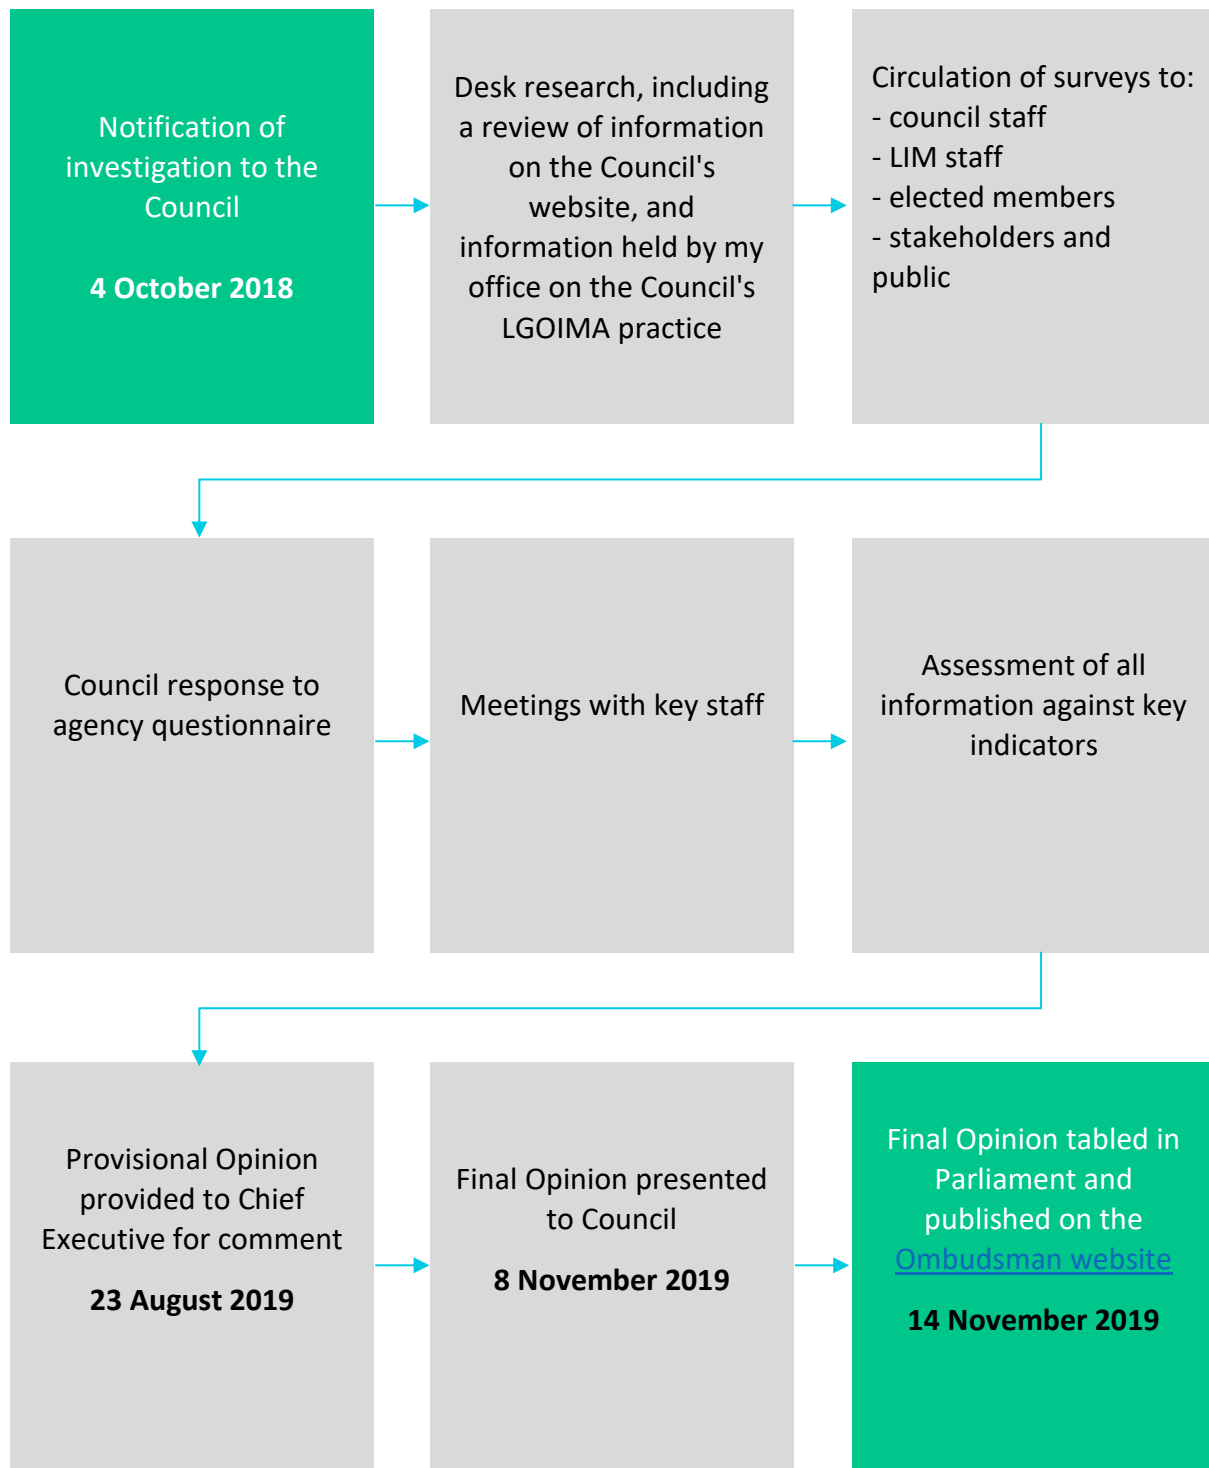 Notification of
investigation to the
Council
4 October 2018
Desk research, including
a review of information
on the Council's
website, and
information held by my
office on the Council's
LGOIMA practice
Circulation of surveys to:
- council staff
- LIM staff
- elected members
- stakeholders and
public
Council response to
agency questionnaire
Meetings with key staff
Assessment of all
information against key
indicators
Provisional Opinion
provided to Chief
Executive for comment
23 August 2019
Final Opinion presented
to Council
8 November 2019
Final Opinion tabled in
Parliament and
published on the
Ombudsman website
14 November 2019